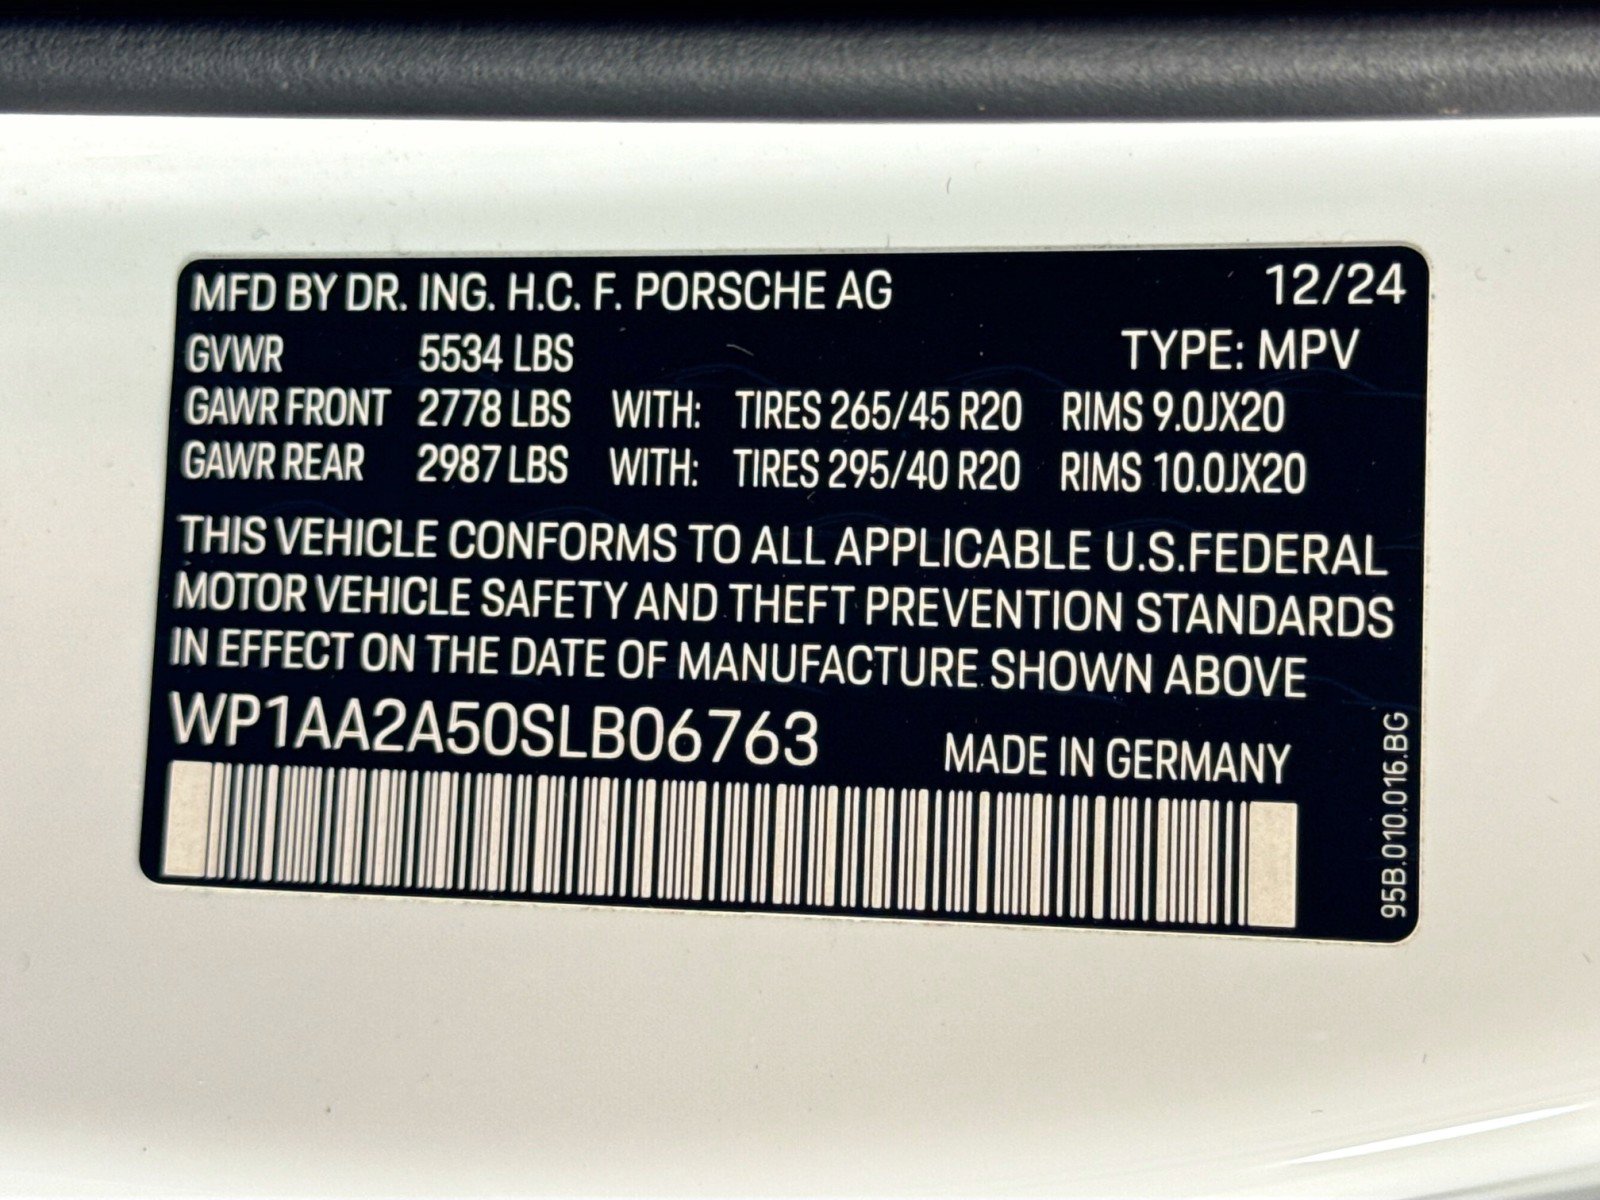 MFD BY DR. ING. H.C. F. PORSCHE AG 12/24
GVWR 5534 LBS TYPE: MPV
GAWR FRONT 2778 LBS WITH: TIRES 265/45 R20 RIMS 9.0JX20
GAWR REAR 2987 LBS WITH: TIRES 295/40 R20 RIMS 10.0JX20
THIS VEHICLE CONFORMS TO ALL APPLICABLE U.S.FEDERAL
MOTOR VEHICLE SAFETY AND THEFT PREVENTION STANDARDS
IN EFFECT ON THE DATE OF MANUFACTURE SHOWN ABOVE
WP1AA2A50SLB06763 MADE IN GERMANY
95B.010.016.BG